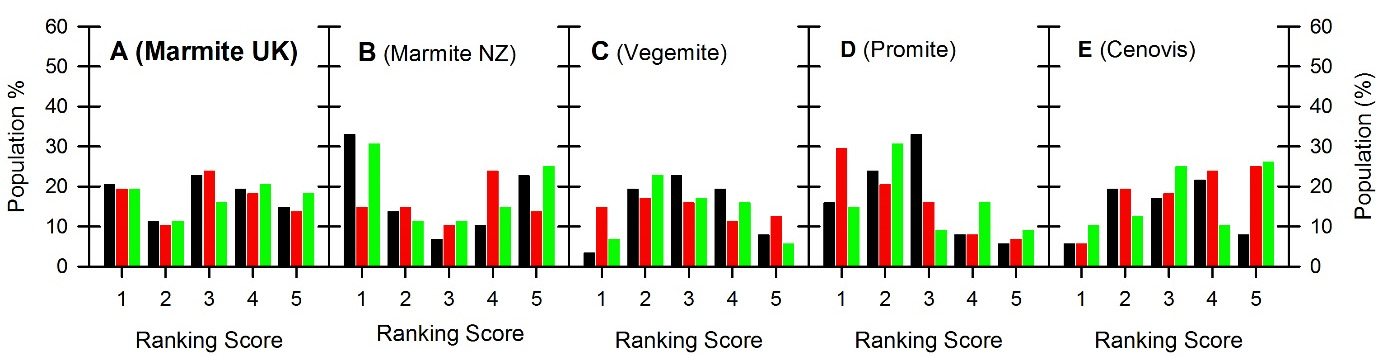 Population %
60
50
40
30
20
10
0
A (Marmite UK)
1 2 3 4 5
Ranking Score
B (Marmite NZ)
1 2 3 4 5
Ranking Score
C (Vegemite)
1 2 3 4 5
Ranking Score
D (Promite)
1 2 3 4 5
Ranking Score
E (Cenovis)
1 2 3 4 5
Ranking Score
60
50
40
30
20
10
0
Population (%)